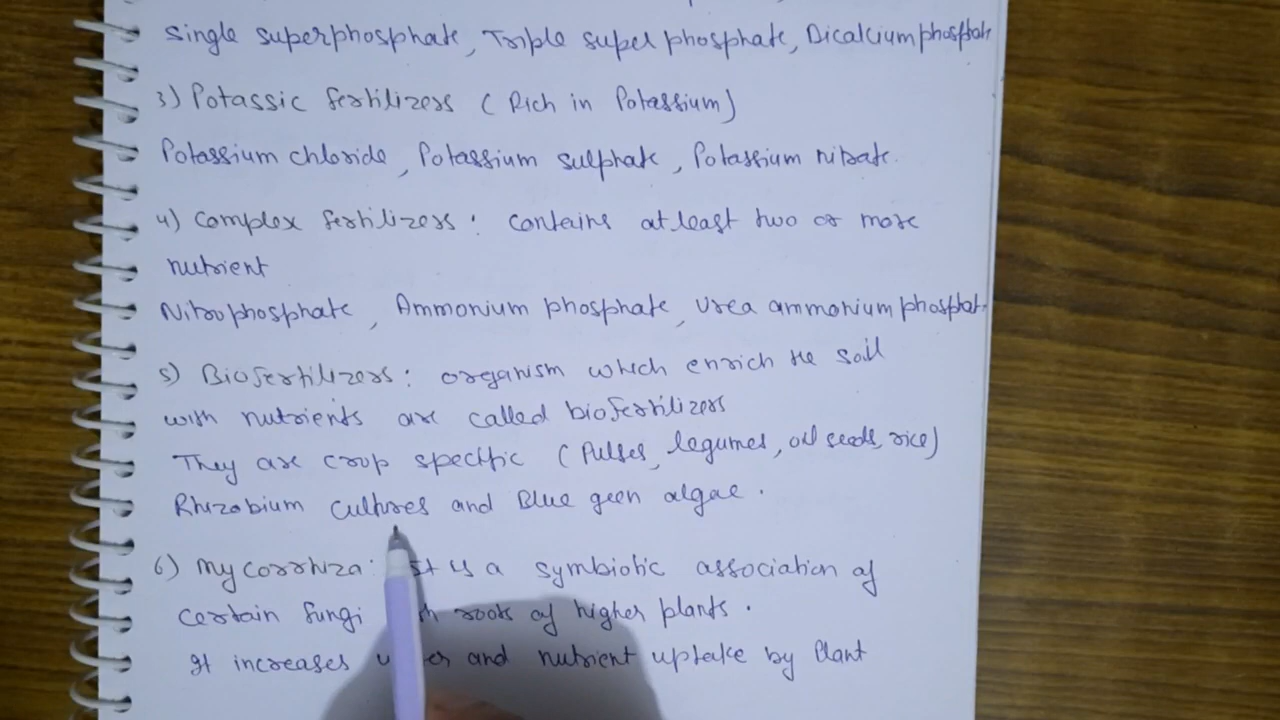 Single superphosphate, Triple super phosphate, Dicalcium phosphate
3) Potassic fertilizers (Rich in Potassium)
Potassium chloride, Potassium sulphate, Potassium nitrate.
4) Complex fertilizers: contains at least two or more
nutrient
Nitrophosphate, Ammonium phosphate, Urea ammonium phosphate
5) Biofertilizers: organism which enrich the soil
with nutrients are called biofertilizers
They are crop specific (Pulses, legumes, oil seeds, rice)
Rhizobium cultures and Blue geen algae.
6) Mycorrhiza: It is a symbiotic association of
certain fungi roots of higher plants.
It increases and nutrient uptake by Plant